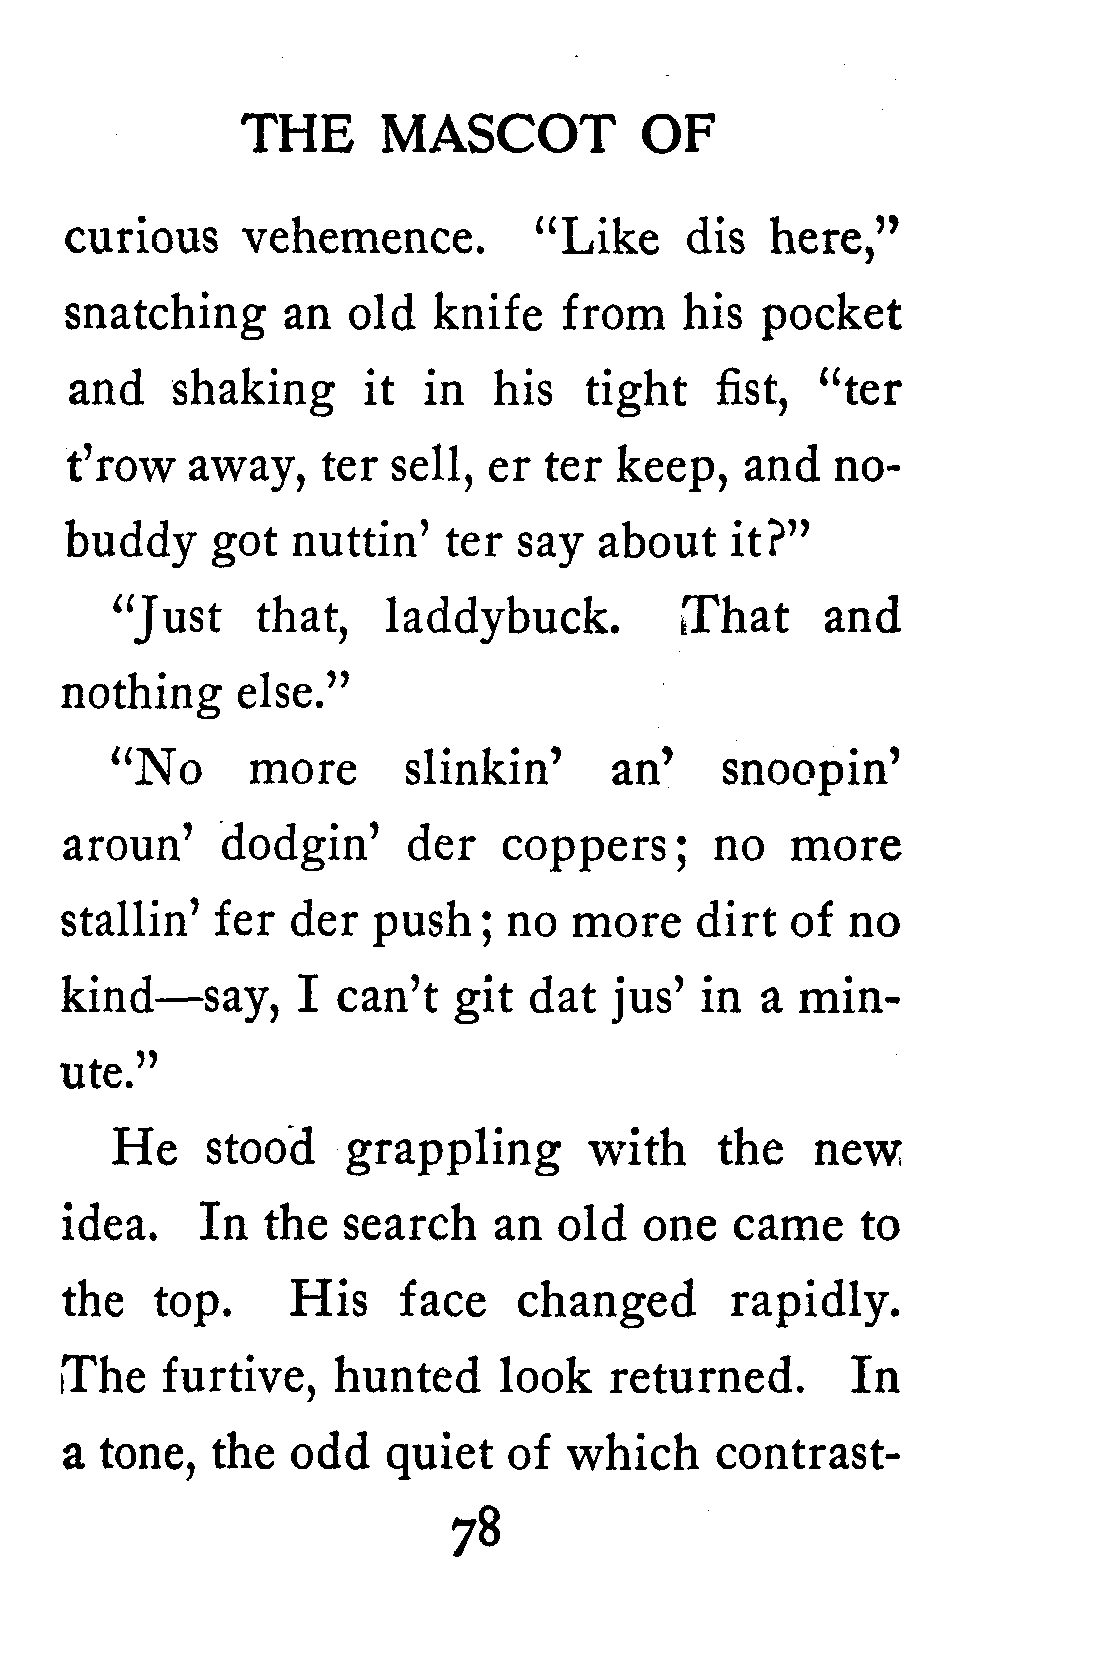 THE MASCOT OF
curious vehemence. “Like dis here,”
snatching an old knife from his pocket
and shaking it in his tight fist, “ter
t’row away, ter sell, er ter keep, and no-
buddy got nuttin’ ter say about it?”
“Just that, laddybuck. That and
nothing else.”
“No more slinkin’ an’ snoopin’
aroun’ dodgin’ der coppers; no more
stallin’ fer der push; no more dirt of no
kind—say, I can’t git dat jus’ in a min-
ute.”
He stood grappling with the new
idea. In the search an old one came to
the top. His face changed rapidly.
The furtive, hunted look returned. In
a tone, the odd quiet of which contrast-
78